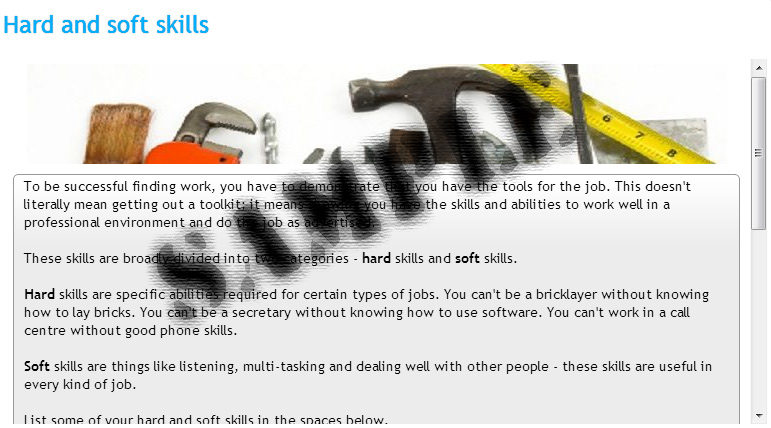 Hard and soft skills
6 7 8
SAMPLE
To be successful finding work, you have to demonstrate that you have the tools for the job. This doesn't
literally mean getting out a toolkit; it means you have the skills and abilities to work well in a
professional environment and do the job as advertised.
These skills are broadly divided into two categories - hard skills and soft skills.
Hard skills are specific abilities required for certain types of jobs. You can't be a bricklayer without knowing
how to lay bricks. You can't be a secretary without knowing how to use software. You can't work in a call
centre without good phone skills.
Soft skills are things like listening, multi-tasking and dealing well with other people - these skills are useful in
every kind of job.
List some of your hard and soft skills in the spaces below.